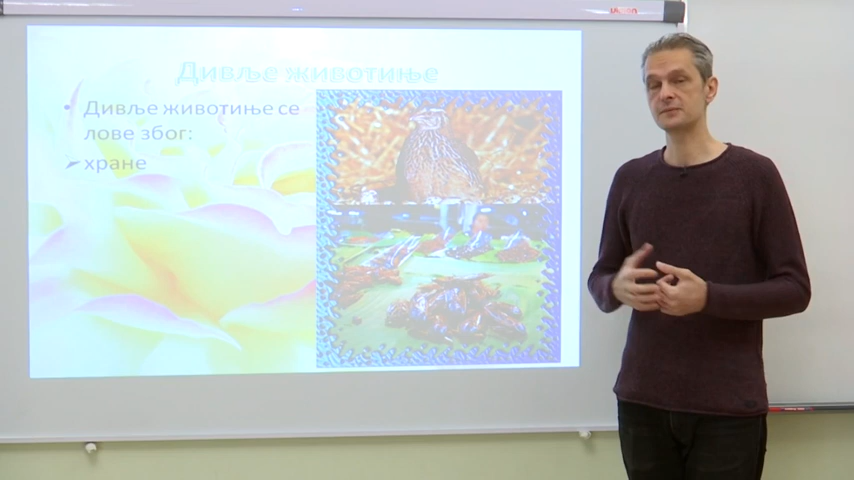 Дивље животиње
• Дивље животиње се
лове због:
➢ хране